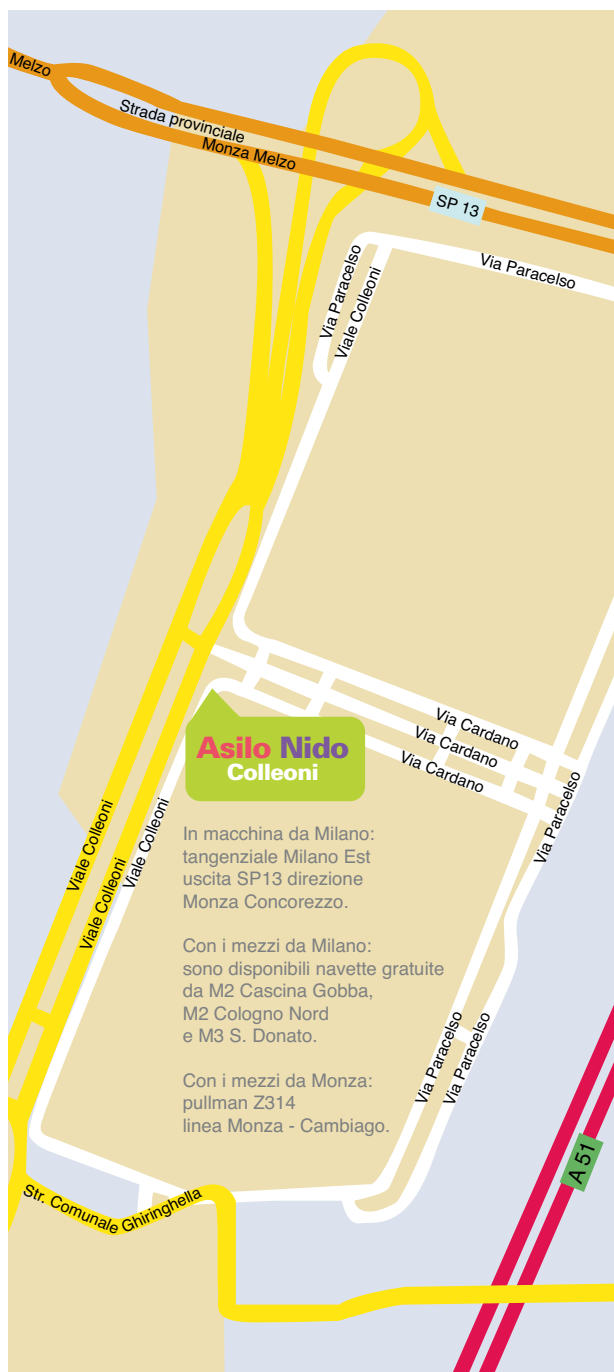 Melzo
Strada provinciale
Monza Melzo
SP 13
Via Paracelso
Via Paracelso
Viale Colleoni
Via Cardano
Via Cardano
Via Cardano
Asilo Nido
Colleoni
Viale Colleoni
Viale Colleoni
Viale Colleoni
Via Paracelso
In macchina da Milano:
tangenziale Milano Est
uscita SP13 direzione
Monza Concorezzo.
Con i mezzi da Milano:
sono disponibili navette gratuite
da M2 Cascina Gobba,
M2 Cologno Nord
e M3 S. Donato.
Con i mezzi da Monza:
pullman Z314
linea Monza - Cambiago.
Via Paracelso
Via Paracelso
A 51
Str. Comunale Ghiringhella